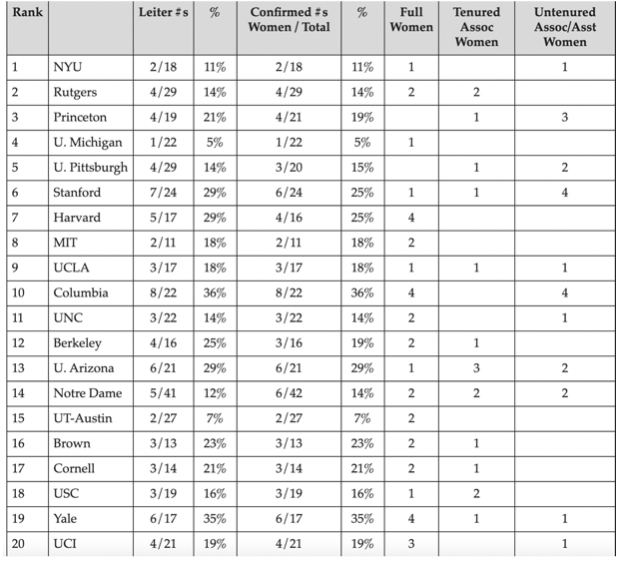 Rank Leiter #s % Confirmed #s % Full Tenured Untenured
Women / Total Women Assoc Assoc/Asst
Women Women
1 NYU 2/18 11% 2/18 11% 1 1
2 Rutgers 4/29 14% 4/29 14% 2 2
3 Princeton 4/19 21% 4/21 19% 1 3
4 U. Michigan 1/22 5% 1/22 5% 1
5 U. Pittsburgh 4/29 14% 3/20 15% 1 2
6 Stanford 7/24 29% 6/24 25% 1 1 4
7 Harvard 5/17 29% 4/16 25% 4
8 MIT 2/11 18% 2/11 18% 2
9 UCLA 3/17 18% 3/17 18% 1 1 1
10 Columbia 8/22 36% 8/22 36% 4 4
11 UNC 3/22 14% 3/22 14% 2 1
12 Berkeley 4/16 25% 3/16 19% 2 1
13 U. Arizona 6/21 29% 6/21 29% 1 3 2
14 Notre Dame 5/41 12% 6/42 14% 2 2 2
15 UT-Austin 2/27 7% 2/27 7% 2
16 Brown 3/13 23% 3/13 23% 2 1
17 Cornell 3/14 21% 3/14 21% 2 1
18 USC 3/19 16% 3/19 16% 1 2
19 Yale 6/17 35% 6/17 35% 4 1 1
20 UCI 4/21 19% 4/21 19% 3 1